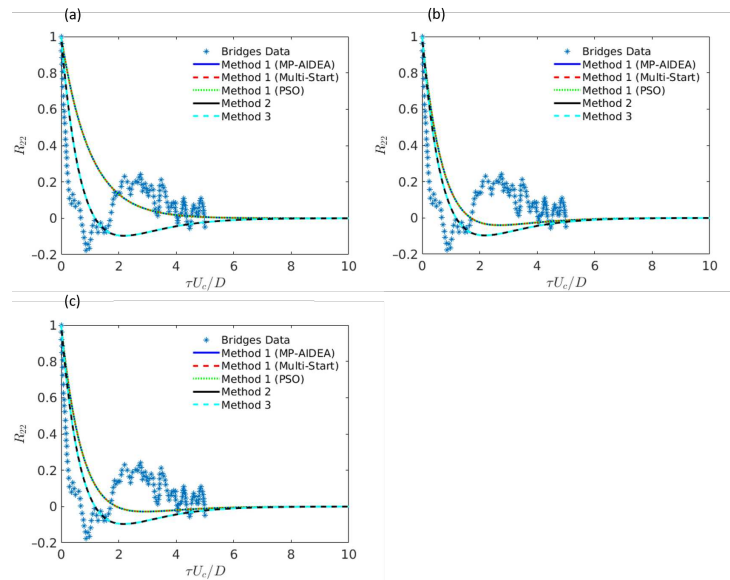 (a)
1
0.8
0.6
0.4
0.2
0
−0.2
R22
0 2 4 6 8 10
τUc/D
Bridges Data
Method 1 (MP-AIDEA)
Method 1 (Multi-Start)
Method 1 (PSO)
Method 2
Method 3
(b)
1
0.8
0.6
0.4
0.2
0
−0.2
R22
0 2 4 6 8 10
τUc/D
Bridges Data
Method 1 (MP-AIDEA)
Method 1 (Multi-Start)
Method 1 (PSO)
Method 2
Method 3
(c)
1
0.8
0.6
0.4
0.2
0
−0.2
R22
0 2 4 6 8 10
τUc/D
Bridges Data
Method 1 (MP-AIDEA)
Method 1 (Multi-Start)
Method 1 (PSO)
Method 2
Method 3